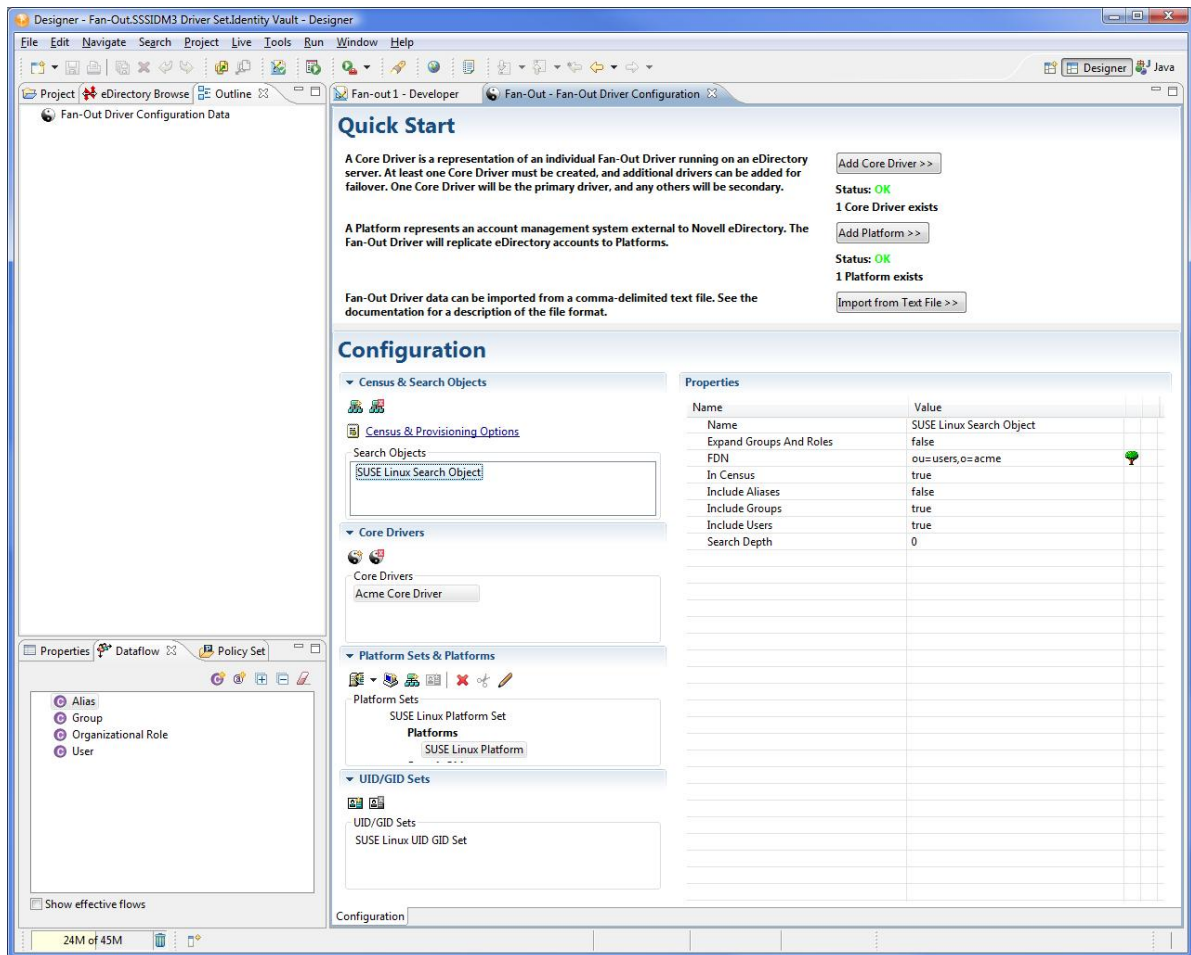 Designer - Fan-Out.SSSIDM3 Driver Set.Identity Vault - Designer
File Edit Navigate Search Project Live Tools Run Window Help
Designer Java
Project eDirectory Browse Outline
Fan-Out Driver Configuration Data
Fan-out 1 - Developer Fan-Out - Fan-Out Driver Configuration
Quick Start
A Core Driver is a representation of an individual Fan-Out Driver running on an eDirectory
server. At least one Core Driver must be created, and additional drivers can be added for
failover. One Core Driver will be the primary driver, and any others will be secondary.
Add Core Driver >>
Status: OK
1 Core Driver exists
A Platform represents an account management system external to Novell eDirectory. The
Fan-Out Driver will replicate eDirectory accounts to Platforms.
Add Platform >>
Status: OK
1 Platform exists
Fan-Out Driver data can be imported from a comma-delimited text file. See the
documentation for a description of the file format.
Import from Text File >>
Configuration
Census & Search Objects
Census & Provisioning Options
Search Objects
SUSE Linux Search Object
Core Drivers
Core Drivers
Acme Core Driver
Platform Sets & Platforms
Platform Sets
SUSE Linux Platform Set
Platforms
SUSE Linux Platform
UID/GID Sets
UID/GID Sets
SUSE Linux UID GID Set
Properties
Name Value
Name SUSE Linux Search Object
Expand Groups And Roles false
FDN ou=users,o=acme
In Census true
Include Aliases false
Include Groups true
Include Users true
Search Depth 0
Configuration
Properties Dataflow Policy Set
Alias
Group
Organizational Role
User
Show effective flows
24M of 45M